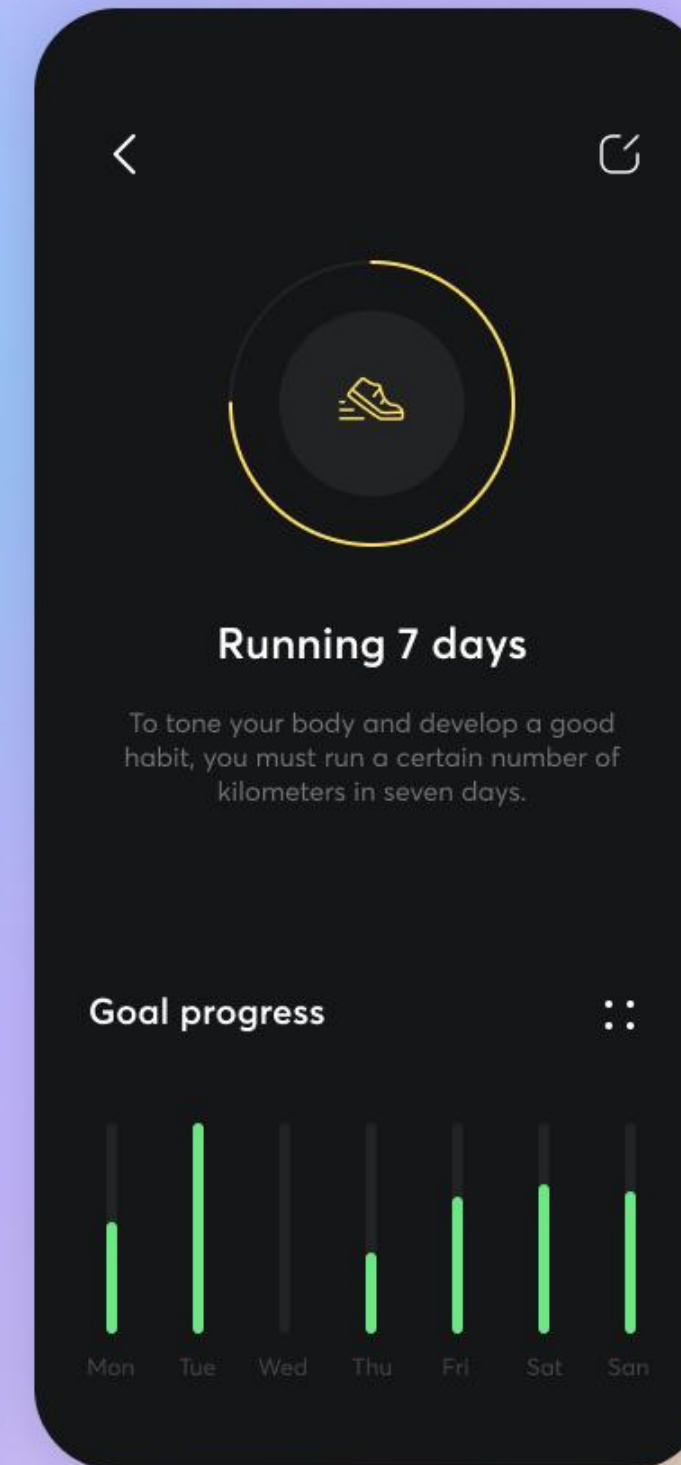 Running 7 days
To tone your body and develop a good
habit, you must run a certain number of
kilometers in seven days.
Goal progress
Mon Tue Wed Thu Fri Sat San